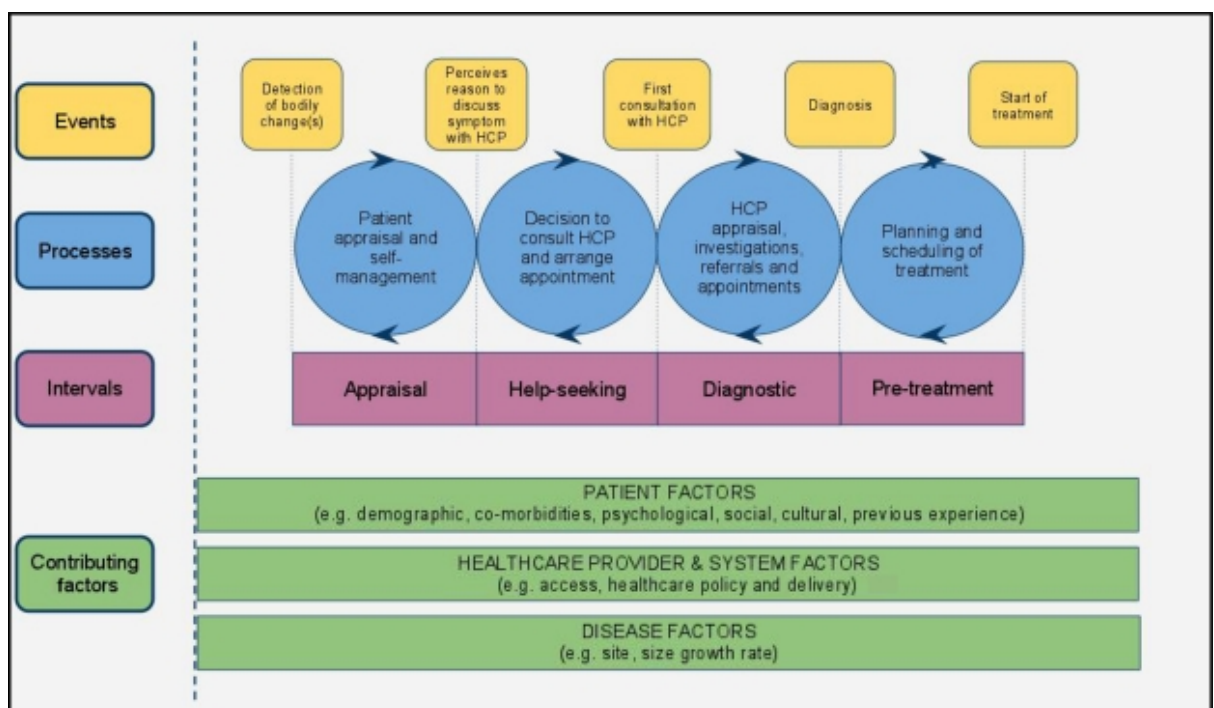 Events
Detection
of bodily
change(s)
Perceives
reason to
discuss
symptom
with HCP
First
consultation
with HCP
Diagnosis
Start of
treatment
Processes
Patient
appraisal and
self-
management
Decision to
consult HCP
and arrange
appointment
HCP
appraisal,
investigations,
referrals and
appointments
Planning and
scheduling of
treatment
Intervals
Appraisal
Help-seeking
Diagnostic
Pre-treatment
Contributing
factors
PATIENT FACTORS
(e.g. demographic, co-morbidities, psychological, social, cultural, previous experience)
HEALTHCARE PROVIDER & SYSTEM FACTORS
(e.g. access, healthcare policy and delivery)
DISEASE FACTORS
(e.g. site, size growth rate)